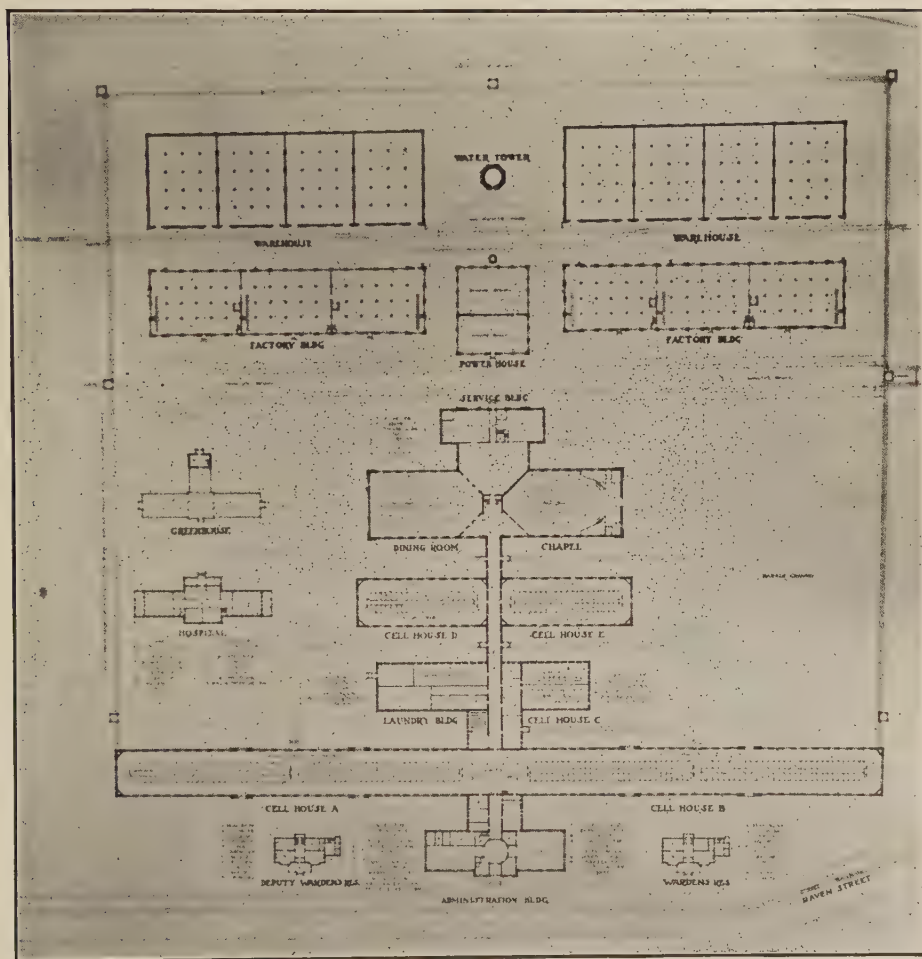 WATER TOWER
WAREHOUSE
WAREHOUSE
FACTORY BLDG
FACTORY BLDG
POWER HOUSE
SERVICE BLDG
GREENHOUSE
DINING ROOM
CHAPEL
HOSPITAL
CELL HOUSE D
CELL HOUSE E
LAUNDRY BLDG
CELL HOUSE C
CELL HOUSE A
CELL HOUSE B
DEPUTY WARDENS RES.
ADMINISTRATION BLDG.
WARDENS RES.
RAVEN STREET